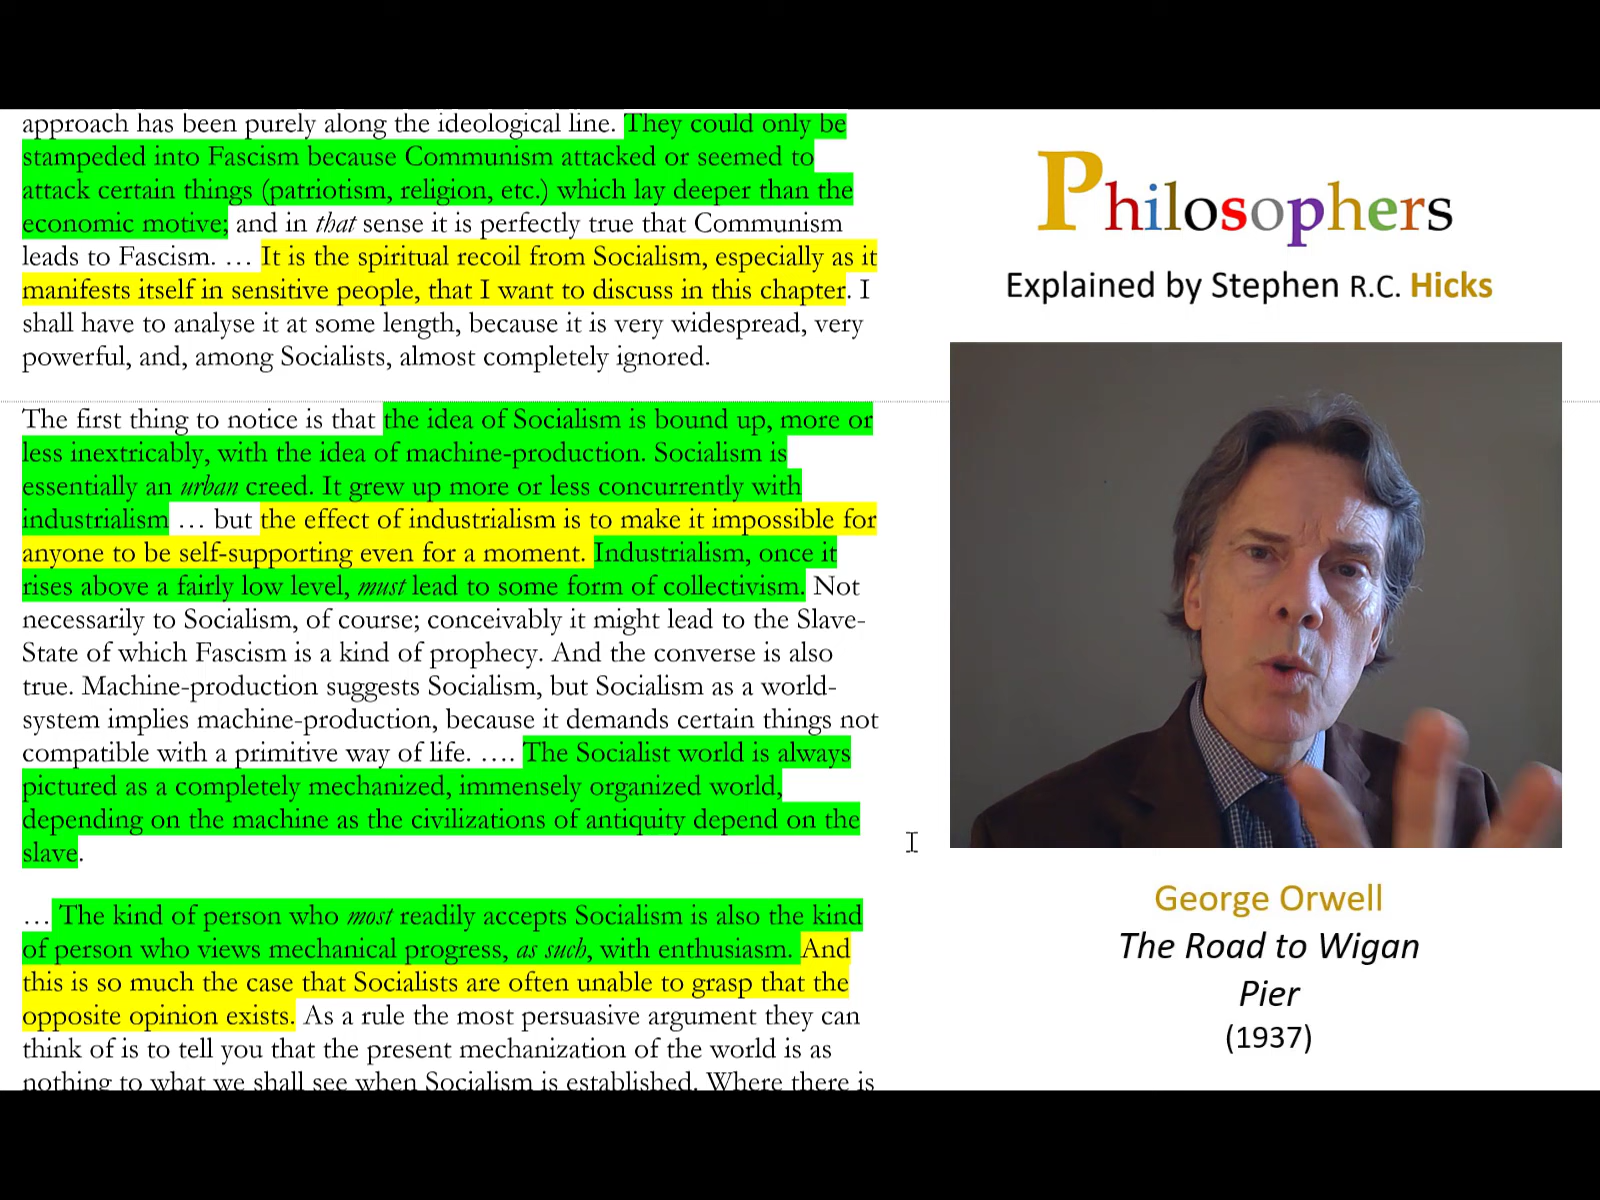 approach has been purely along the ideological line. They could only be
stampeded into Fascism because Communism attacked or seemed to
attack certain things (patriotism, religion, etc.) which lay deeper than the
economic motive; and in that sense it is perfectly true that Communism
leads to Fascism. … It is the spiritual recoil from Socialism, especially as it
manifests itself in sensitive people, that I want to discuss in this chapter. I
shall have to analyse it at some length, because it is very widespread, very
powerful, and, among Socialists, almost completely ignored.
The first thing to notice is that the idea of Socialism is bound up, more or
less inextricably, with the idea of machine-production. Socialism is
essentially an urban creed. It grew up more or less concurrently with
industrialism … but the effect of industrialism is to make it impossible for
anyone to be self-supporting even for a moment. Industrialism, once it
rises above a fairly low level, must lead to some form of collectivism. Not
necessarily to Socialism, of course; conceivably it might lead to the Slave-
State of which Fascism is a kind of prophecy. And the converse is also
true. Machine-production suggests Socialism, but Socialism as a world-
system implies machine-production, because it demands certain things not
compatible with a primitive way of life. …. The Socialist world is always
pictured as a completely mechanized, immensely organized world,
depending on the machine as the civilizations of antiquity depend on the
slave.
… The kind of person who most readily accepts Socialism is also the kind
of person who views mechanical progress, as such, with enthusiasm. And
this is so much the case that Socialists are often unable to grasp that the
opposite opinion exists. As a rule the most persuasive argument they can
think of is to tell you that the present mechanization of the world is as
nothing to what we shall see when Socialism is established. Where there is
Philosophers
Explained by Stephen R.C. Hicks
George Orwell
The Road to Wigan
Pier
(1937)